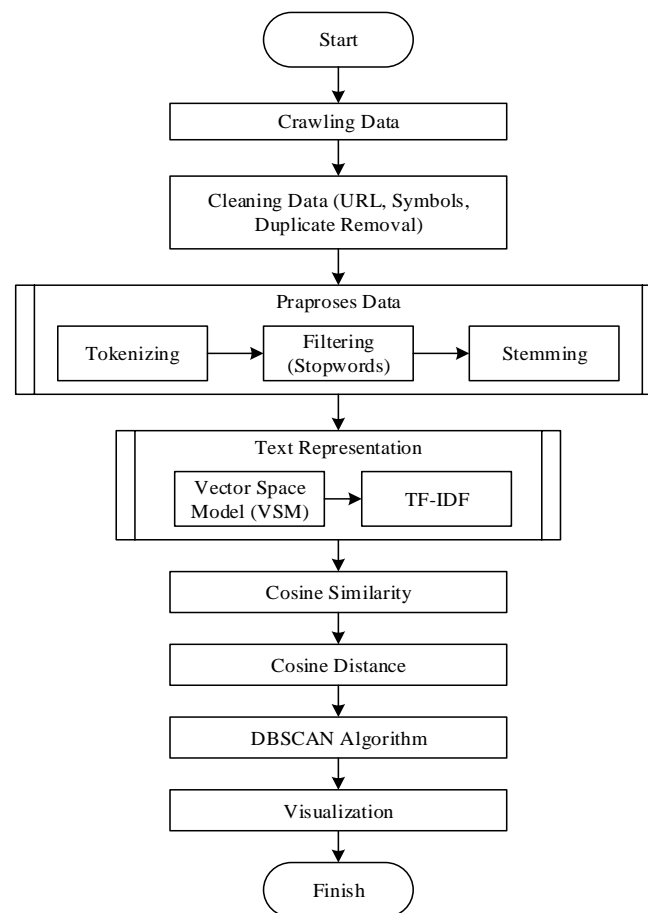 Start
Crawling Data
Cleaning Data (URL, Symbols,
Duplicate Removal)
Praproses Data
Tokenizing
Filtering
(Stopwords)
Stemming
Text Representation
Vector Space
Model (VSM)
TF-IDF
Cosine Similarity
Cosine Distance
DBSCAN Algorithm
Visualization
Finish